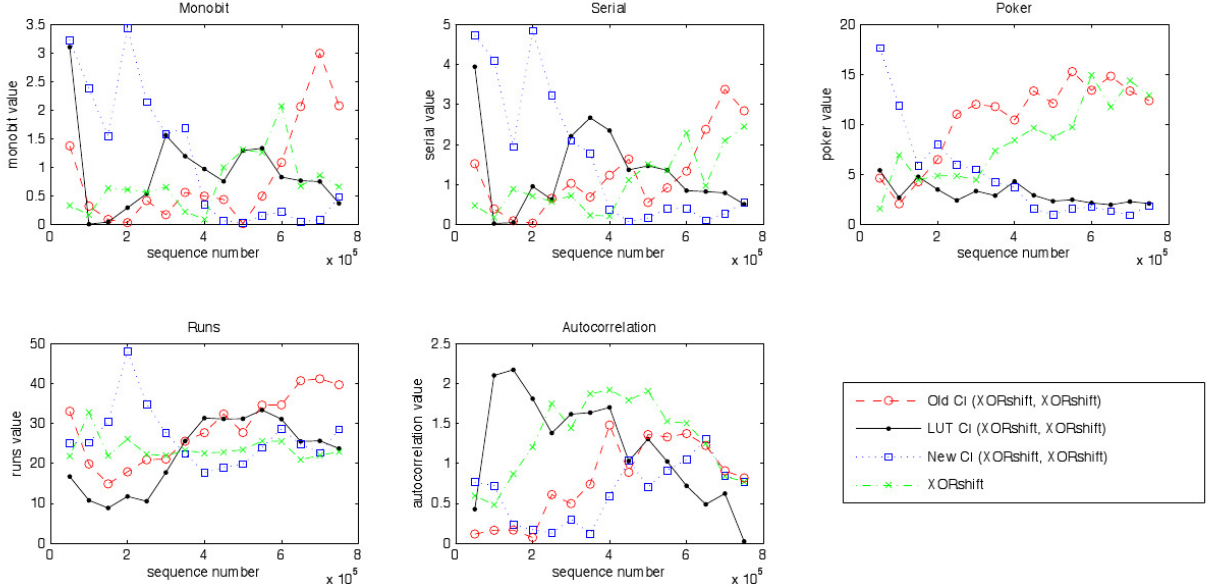 Monobit
3.5
3
2.5
2
1.5
1
0.5
0
0
2
4
6
8
monobit value
sequence number
x 10^5
Serial
5
4
3
2
1
0
0
2
4
6
8
serial value
sequence number
x 10^5
Poker
20
15
10
5
0
0
2
4
6
8
poker value
sequence number
x 10^5
Runs
50
40
30
20
10
0
0
2
4
6
8
runs value
sequence number
x 10^5
Autocorrelation
2.5
2
1.5
1
0.5
0
0
2
4
6
8
autocorrelation value
sequence number
x 10^5
Old CI (XORshift, XORshift)
LUT CI (XORshift, XORshift)
New CI (XORshift, XORshift)
XORshift